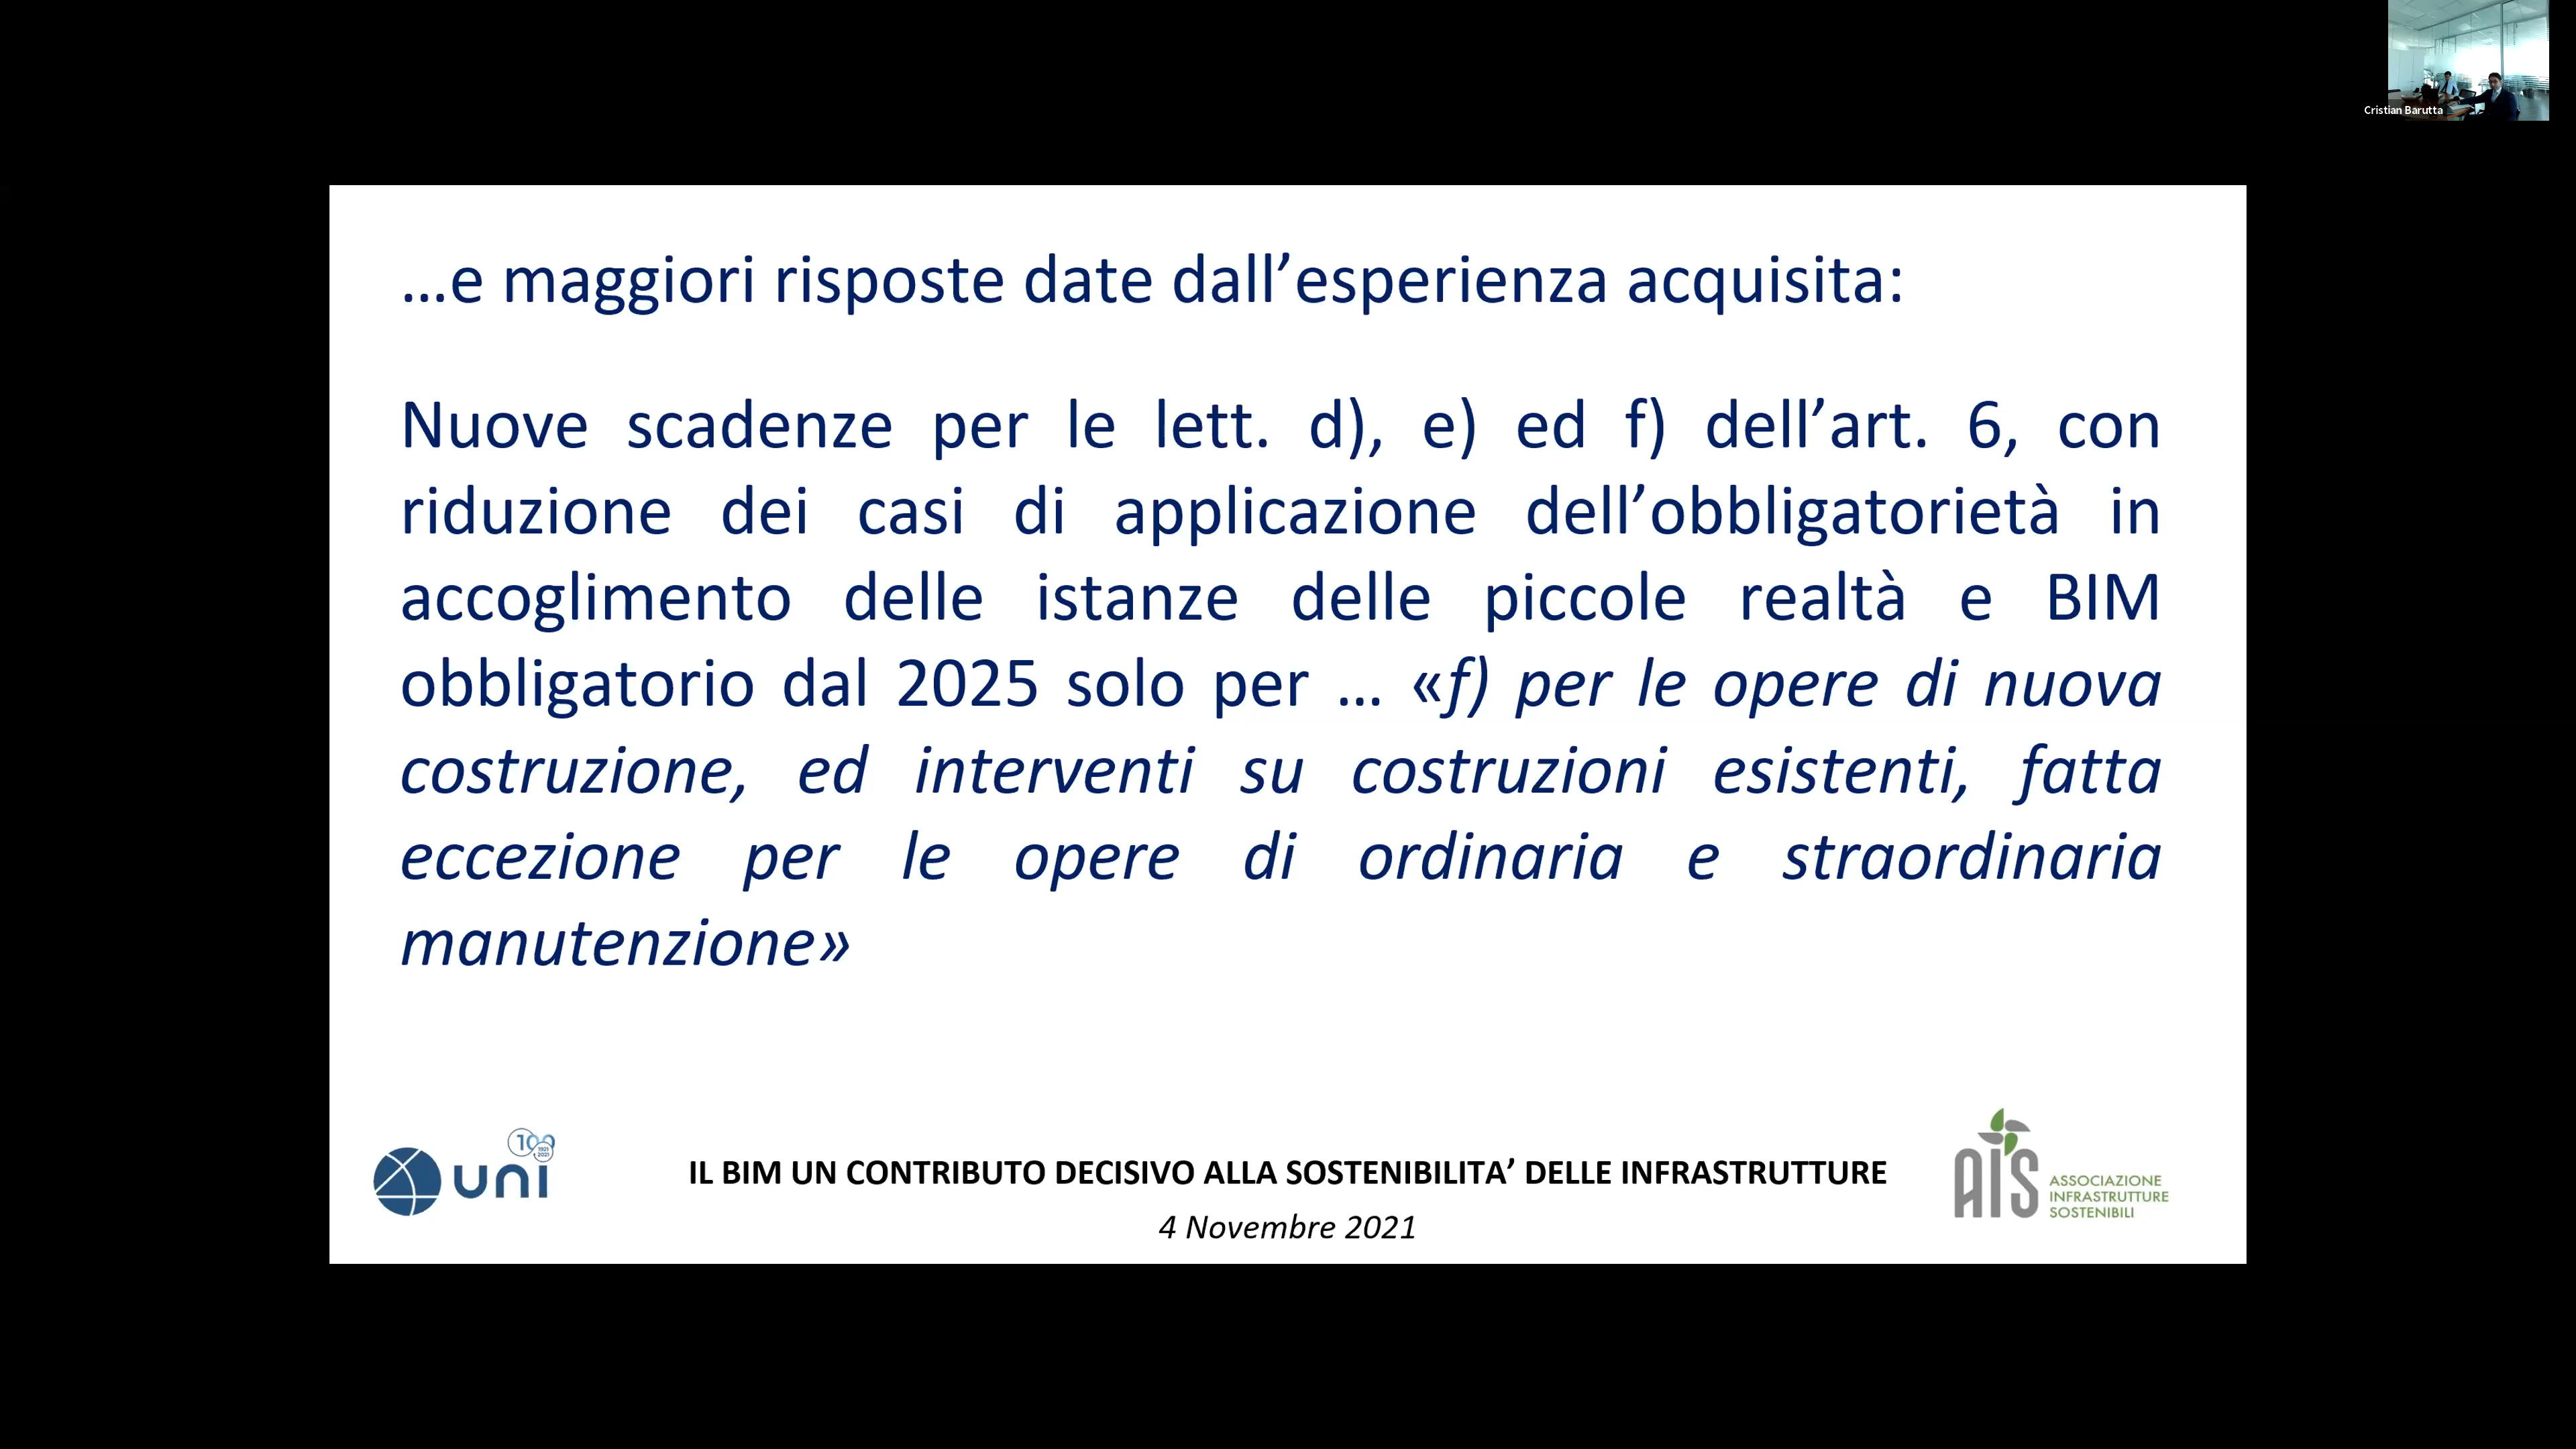 Cristian Barutta
…e maggiori risposte date dall’esperienza acquisita:
Nuove scadenze per le lett. d), e) ed f) dell’art. 6, con
riduzione dei casi di applicazione dell’obbligatorietà in
accoglimento delle istanze delle piccole realtà e BIM
obbligatorio dal 2025 solo per … «f) per le opere di nuova
costruzione, ed interventi su costruzioni esistenti, fatta
eccezione per le opere di ordinaria e straordinaria
manutenzione»
100
1921
2021
uni
IL BIM UN CONTRIBUTO DECISIVO ALLA SOSTENIBILITA’ DELLE INFRASTRUTTURE
4 Novembre 2021
AIS
ASSOCIAZIONE
INFRASTRUTTURE
SOSTENIBILI